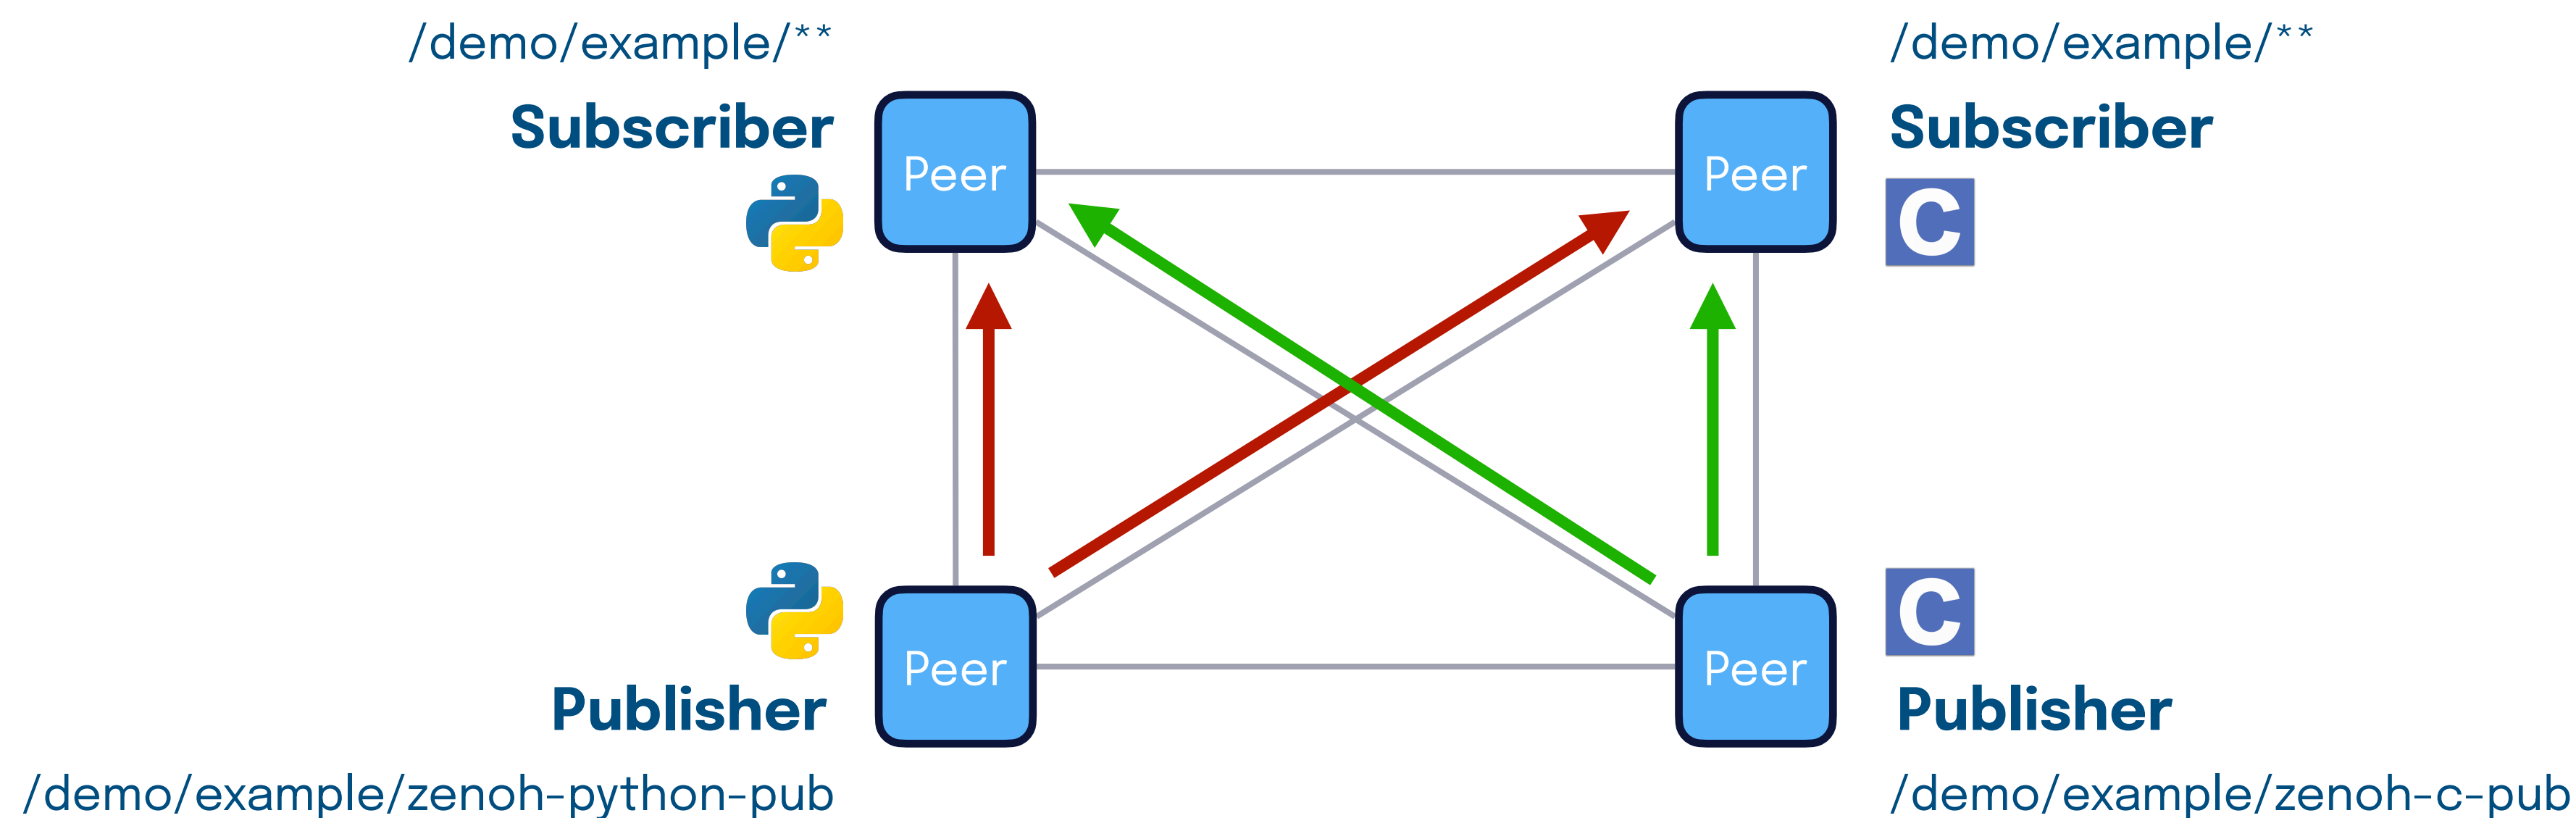 /demo/example/**
/demo/example/**
Subscriber
Subscriber
Peer
Peer
C
C
Peer
Peer
Publisher
Publisher
/demo/example/zenoh-python-pub
/demo/example/zenoh-c-pub